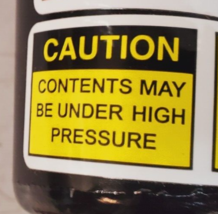 CAUTION
CONTENTS MAY
BE UNDER HIGH
PRESSURE